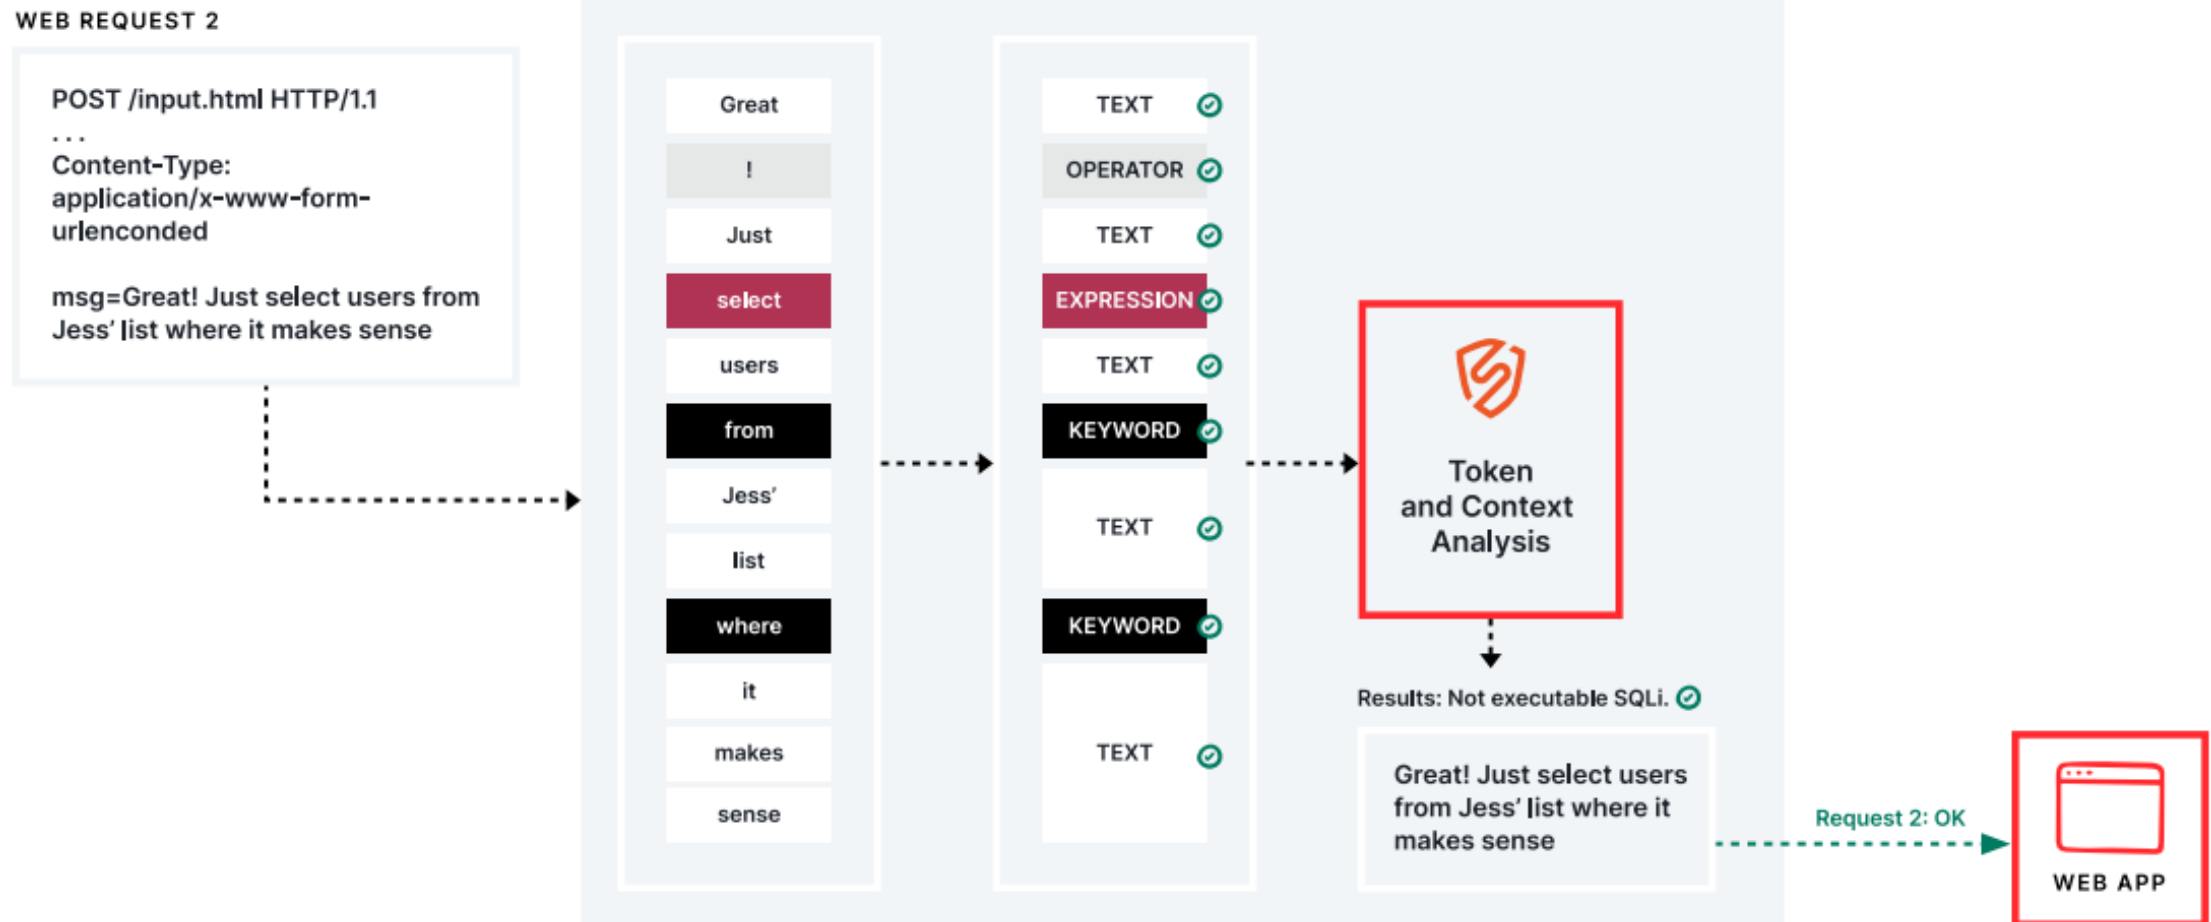 WEB REQUEST 2
POST /input.html HTTP/1.1
...
Content-Type:
application/x-www-form-
urlenconded
msg=Great! Just select users from
Jess’ list where it makes sense
Great
!
Just
select
users
from
Jess’
list
where
it
makes
sense
TEXT
OPERATOR
TEXT
EXPRESSION
TEXT
KEYWORD
TEXT
KEYWORD
TEXT
Token
and Context
Analysis
Results: Not executable SQLi.
Great! Just select users
from Jess’ list where it
makes sense
Request 2: OK
WEB APP